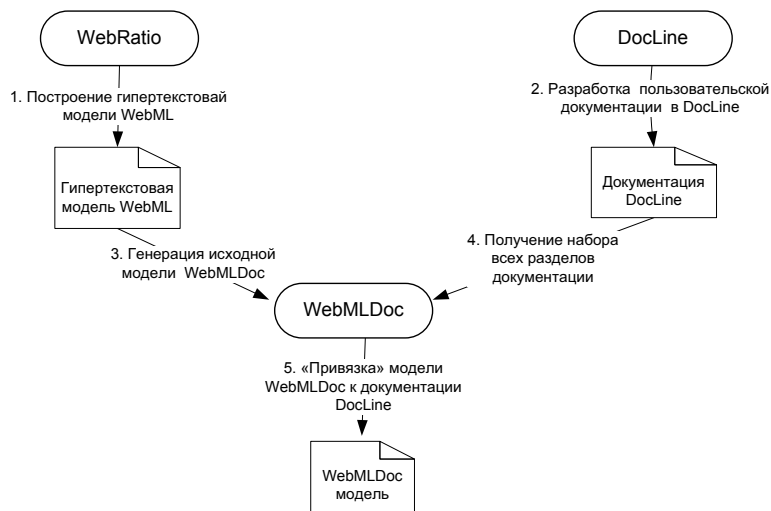 WebRatio
DocLine
1. Построение гипертекстовай
модели WebML
2. Разработка пользовательской
документации в DocLine
Гипертекстовая
модель WebML
Документация
DocLine
3. Генерация исходной
модели WebMLDoc
4. Получение набора
всех разделов
документации
WebMLDoc
5. «Привязка» модели
WebMLDoc к документации
DocLine
WebMLDoc
модель